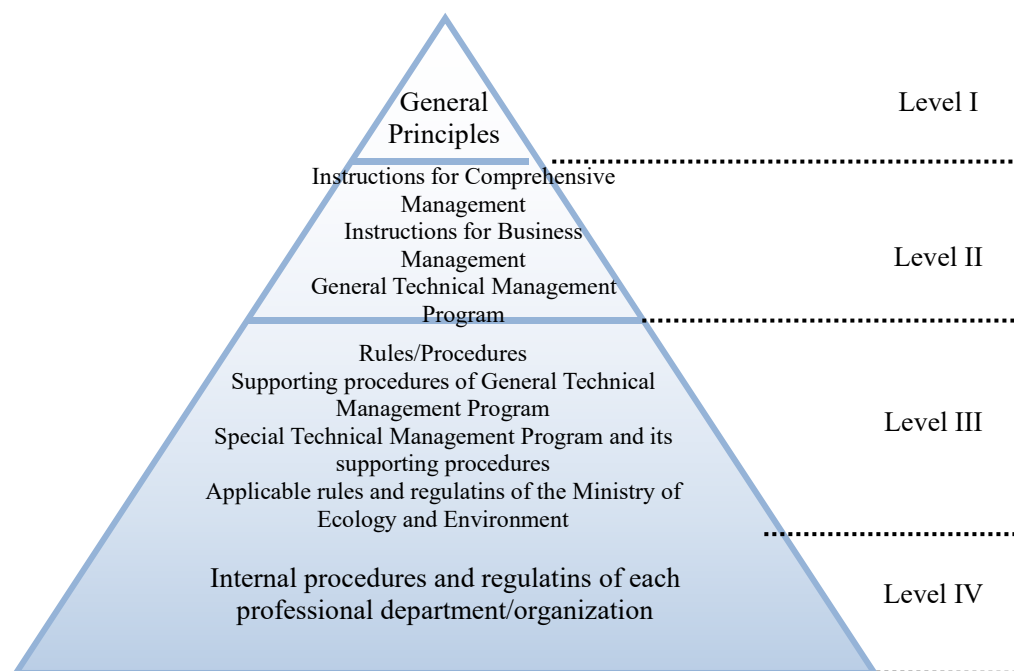 General
Principles
Level I
Instructions for Comprehensive
Management
Instructions for Business
Management
General Technical Management
Program
Level II
Rules/Procedures
Supporting procedures of General Technical
Management Program
Special Technical Management Program and its
supporting procedures
Applicable rules and regulatins of the Ministry of
Ecology and Environment
Level III
Internal procedures and regulatins of each
professional department/organization
Level IV